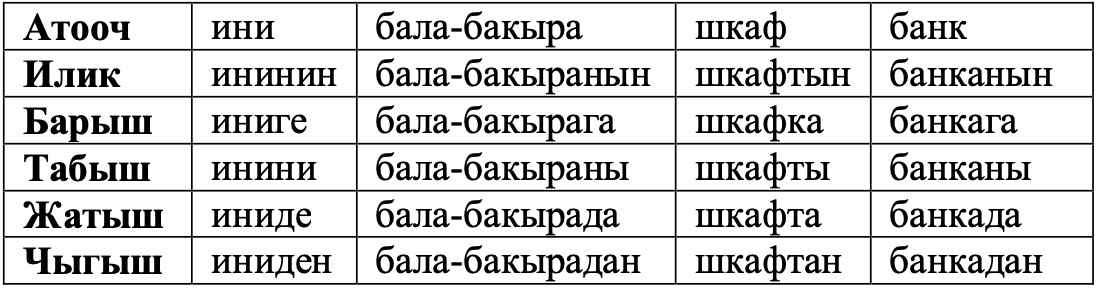 Атооч ини бала-бакыра шкаф банк
Илик ининин бала-бакыранын шкафтын банканын
Барыш иниге бала-бакырага шкафка банкага
Табыш инини бала-бакыраны шкафты банканы
Жатыш иниде бала-бакырада шкафта банкада
Чыгыш иниден бала-бакырадан шкафтан банкадан